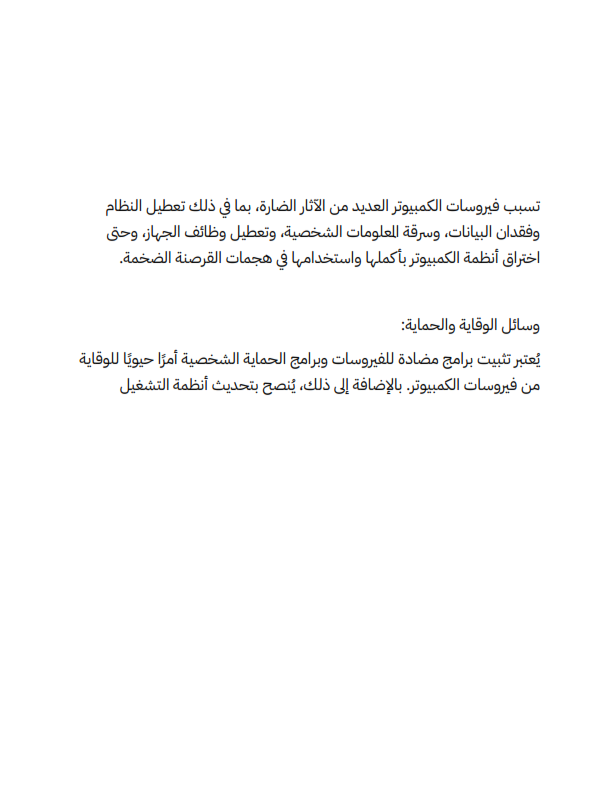 تسبب فيروسات الكمبيوتر العديد من الآثار الضارة، بما في ذلك تعطيل النظام
وفقدان البيانات، وسرقة المعلومات الشخصية، وتعطيل وظائف الجهاز، وحتى
اختراق أنظمة الكمبيوتر بأكملها واستخدامها في هجمات القرصنة الضخمة.
وسائل الوقاية والحماية:
يُعتبر تثبيت برامج مضادة للفيروسات وبرامج الحماية الشخصية أمرًا حيويًا للوقاية
من فيروسات الكمبيوتر. بالإضافة إلى ذلك، يُنصح بتحديث أنظمة التشغيل